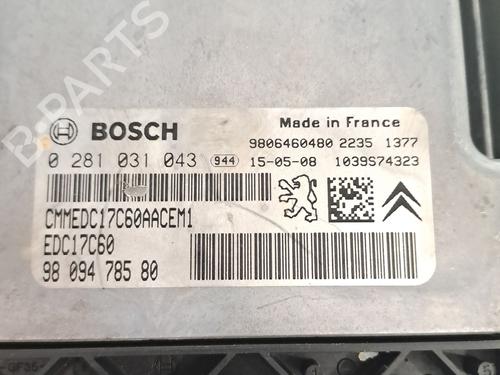 BOSCH
Made in France
9806460480 2235 1377
0 281 031 043 944 15-05-08 1039S74323
CMMEDC17C60AACEM1
EDC17C60
98 094 785 80
B-PARTS